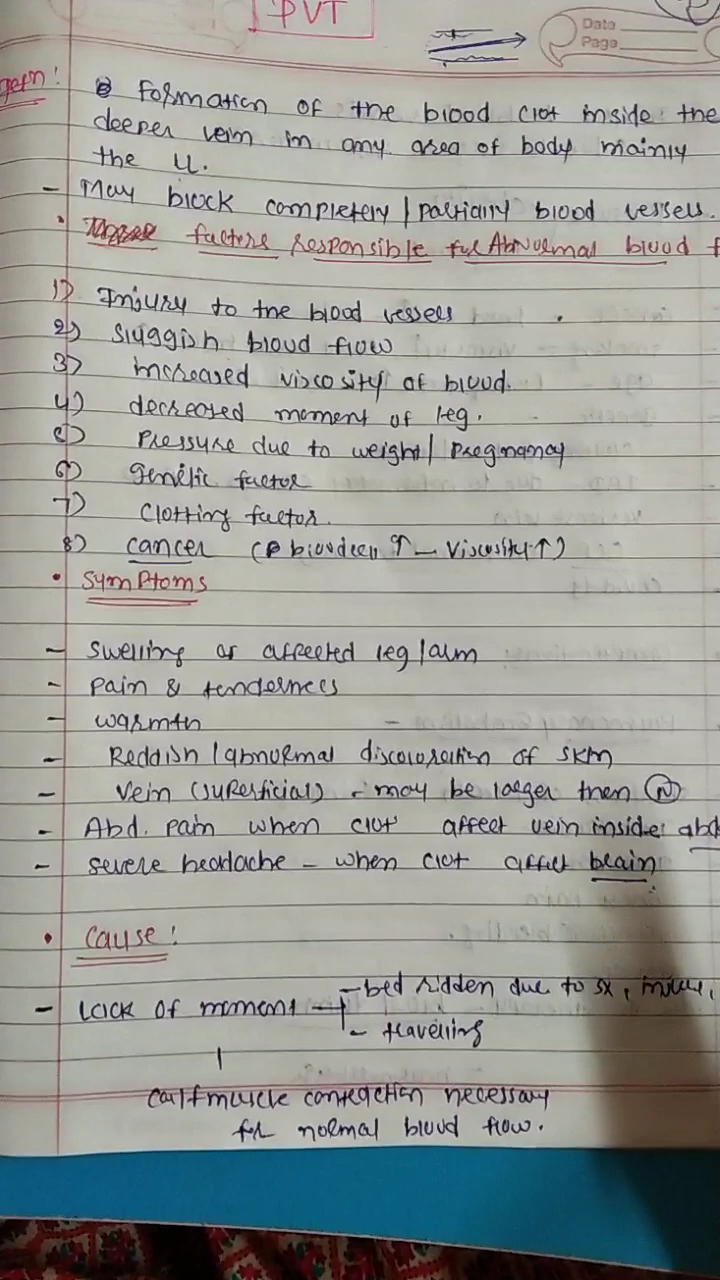 PVT
Date
Page
Defn:
Formation of the blood clot inside the
deeper vein in any area of body mainly
the LL.
- May block completely / partially blood vessels.
• factors responsible for Abnormal blood f
1) Injury to the blood vessels
2) Sluggish blood flow
3) increased viscosity of blood.
4) decreased moment of leg.
5) Pressure due to weight / pregnancy
6) genetic factor
7) Clotting factor.
8) cancer ( bloodcell ↑ - Viscosity ↑)
• Symptoms
- Swelling of affected leg / arm
- pain & tenderness
- warmth
- Reddish / abnormal discoloration of skin
- Vein (superficial) - may be larger then (N)
- Abd. pain when clot affect vein inside abd
- severe headache - when clot affect brain
• Cause:
- Lack of moment - bed ridden due to sx,
- travelling
calf muscle contraction necessary
for normal blood flow.